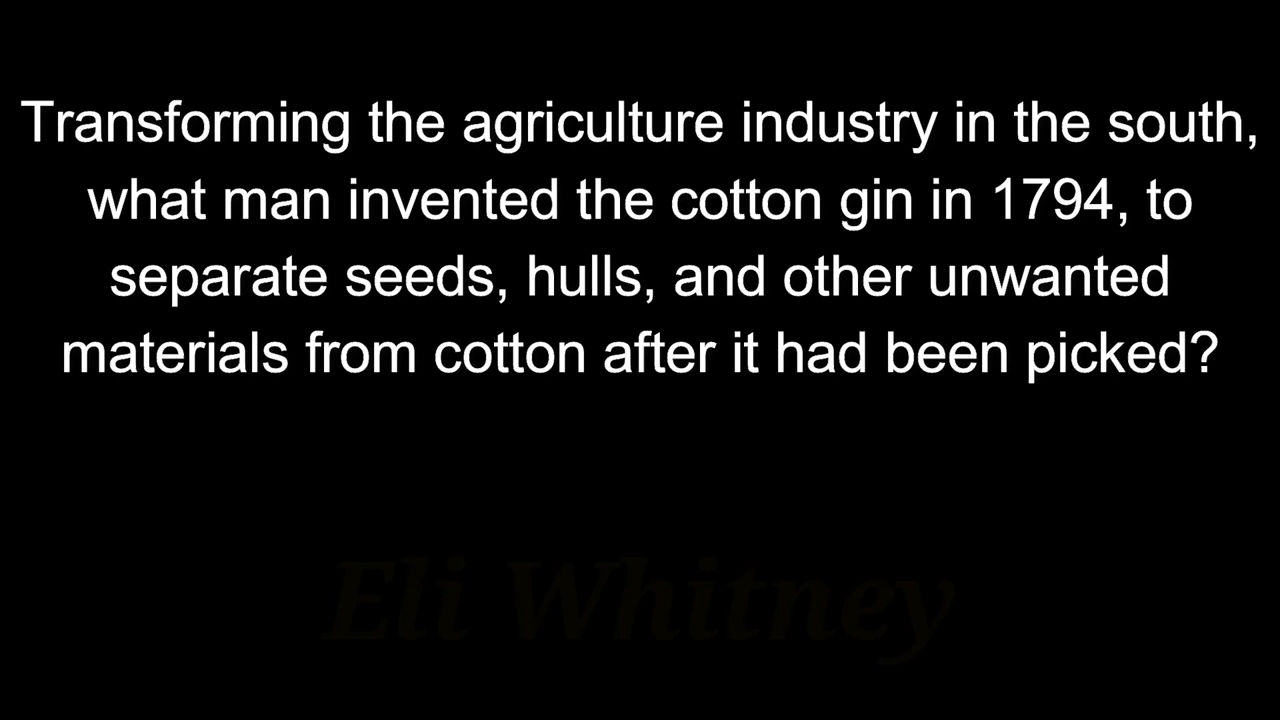 Transforming the agriculture industry in the south,
what man invented the cotton gin in 1794, to
separate seeds, hulls, and other unwanted
materials from cotton after it had been picked?
Eli Whitney